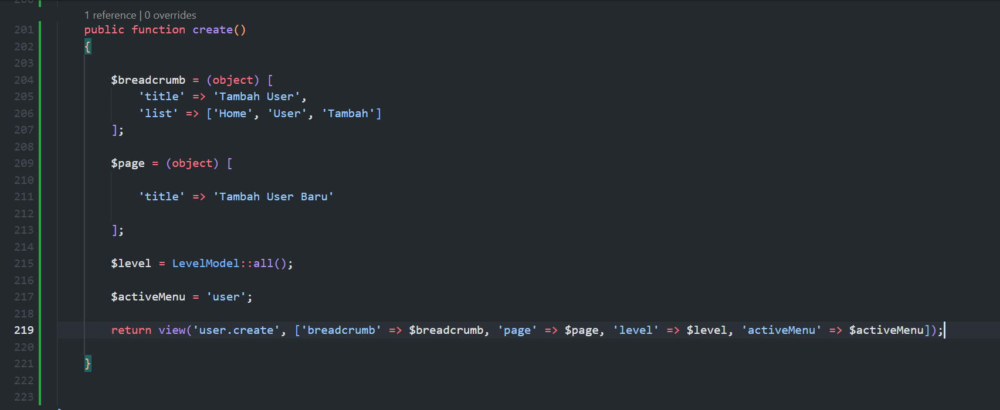 1 reference | 0 overrides
201 public function create()
202 {
203
204 $breadcrumb = (object) [
205 'title' => 'Tambah User',
206 'list' => ['Home', 'User', 'Tambah']
207 ];
208
209 $page = (object) [
210
211 'title' => 'Tambah User Baru'
212
213 ];
214
215 $level = LevelModel::all();
216
217 $activeMenu = 'user';
218
219 return view('user.create', ['breadcrumb' => $breadcrumb, 'page' => $page, 'level' => $level, 'activeMenu' => $activeMenu]);
220
221 }
222
223